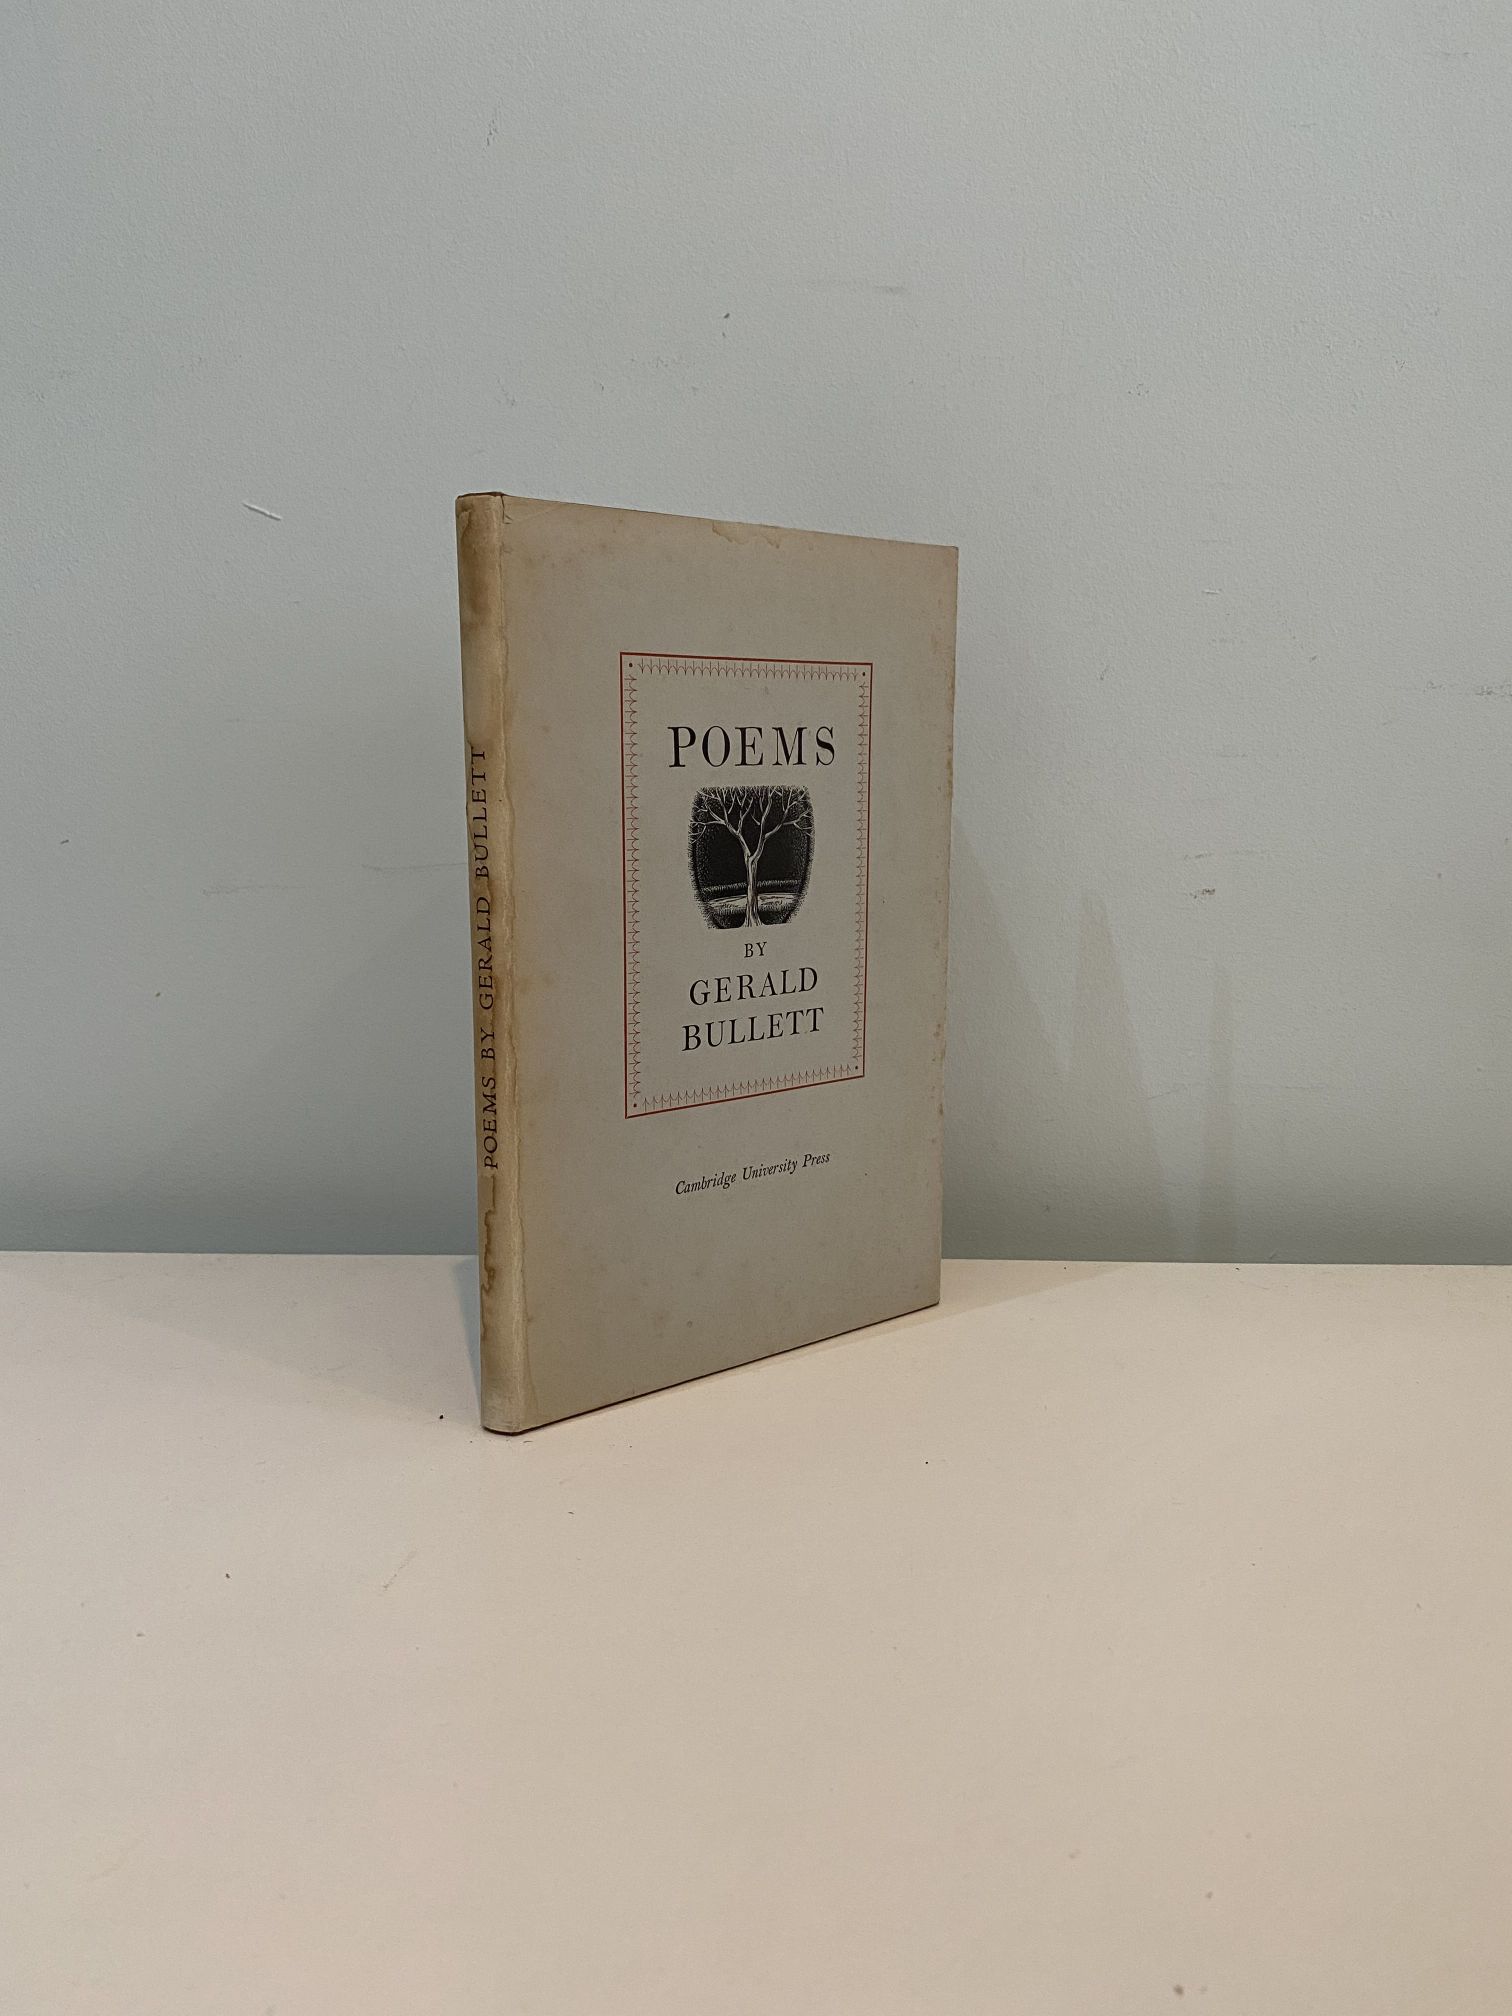 POEMS BY GERALD BULLETT
POEMS
BY
GERALD
BULLETT
Cambridge University Press